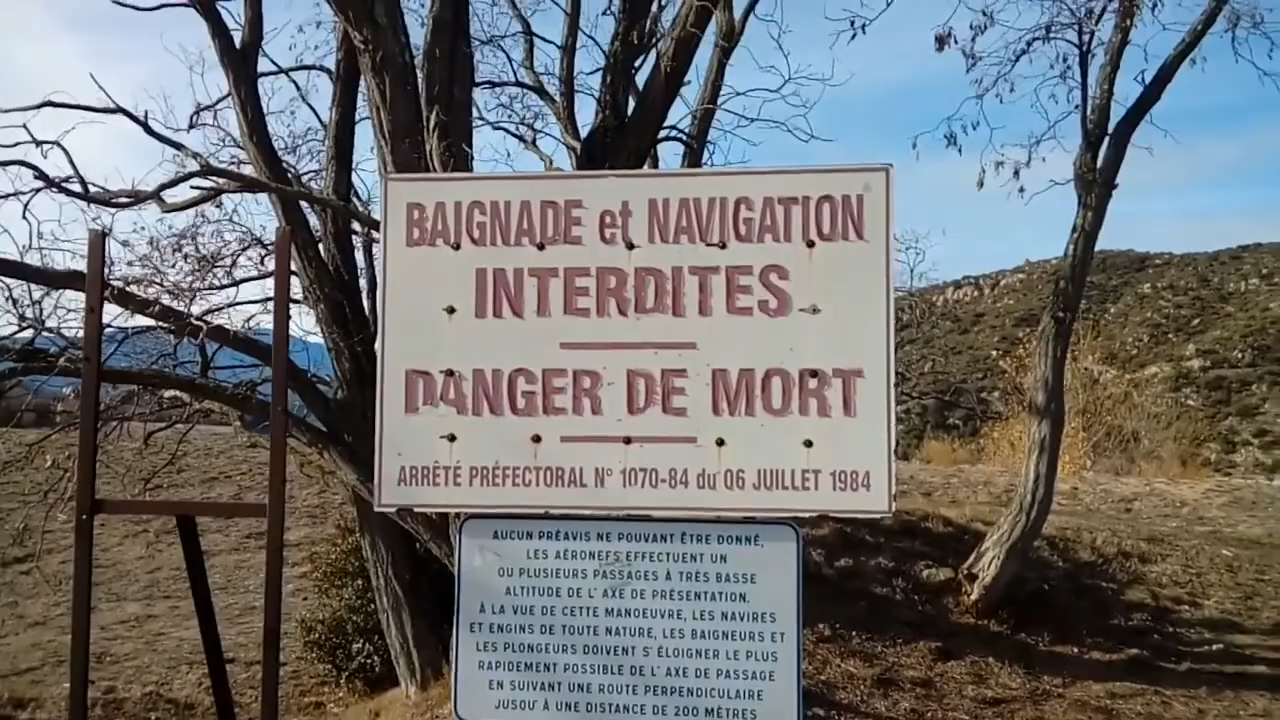 BAIGNADE et NAVIGATION
INTERDITES
DANGER DE MORT
ARRÊTÉ PRÉFECTORAL N° 1070-84 du 06 JUILLET 1984
AUCUN PRÉAVIS NE POUVANT ÊTRE DONNÉ,
LES AÉRONEFS EFFECTUENT UN
OU PLUSIEURS PASSAGES À TRÈS BASSE
ALTITUDE DE L' AXE DE PRÉSENTATION.
À LA VUE DE CETTE MANOEUVRE, LES NAVIRES
ET ENGINS DE TOUTE NATURE, LES BAIGNEURS ET
LES PLONGEURS DOIVENT S' ÉLOIGNER LE PLUS
RAPIDEMENT POSSIBLE DE L' AXE DE PASSAGE
EN SUIVANT UNE ROUTE PERPENDICULAIRE
JUSQU' À UNE DISTANCE DE 200 MÈTRES